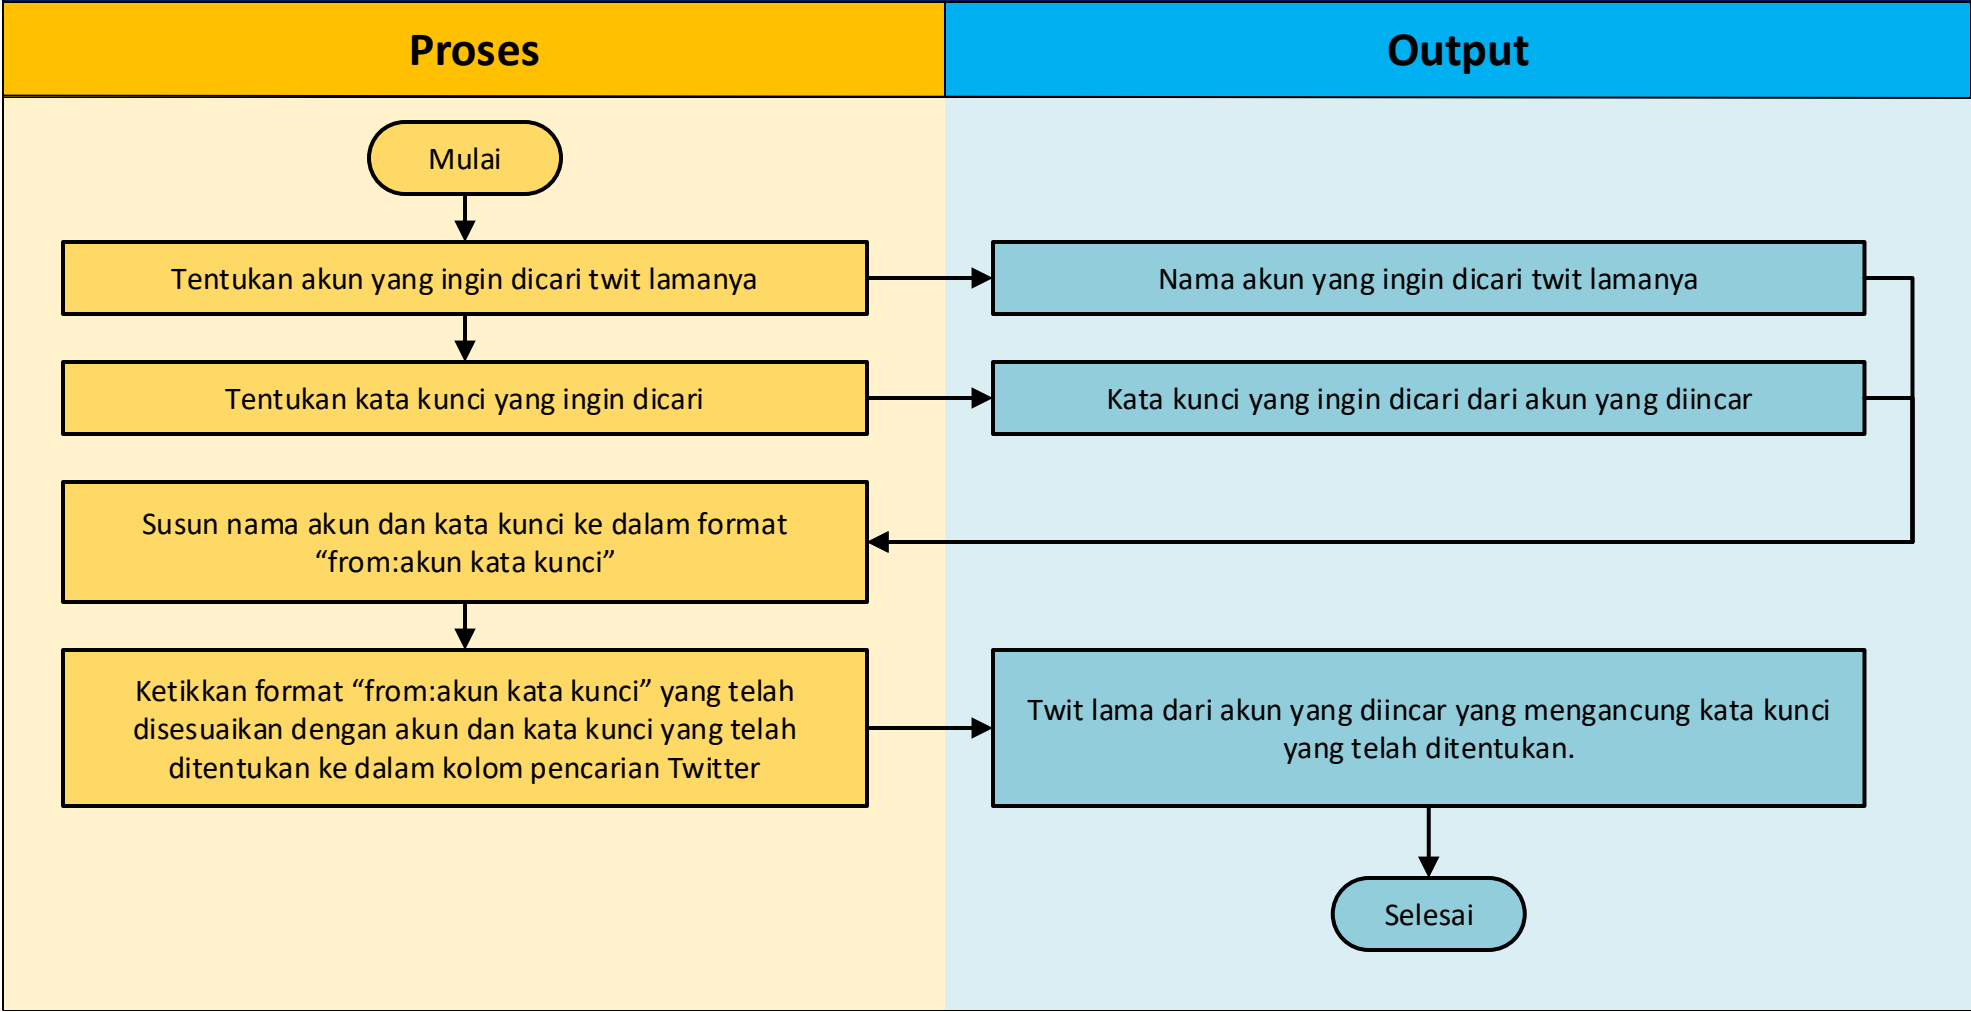 Proses
Output
Mulai
Tentukan akun yang ingin dicari twit lamanya
Nama akun yang ingin dicari twit lamanya
Tentukan kata kunci yang ingin dicari
Kata kunci yang ingin dicari dari akun yang diincar
Susun nama akun dan kata kunci ke dalam format
“from:akun kata kunci”
Ketikkan format “from:akun kata kunci” yang telah
disesuaikan dengan akun dan kata kunci yang telah
ditentukan ke dalam kolom pencarian Twitter
Twit lama dari akun yang diincar yang mengancung kata kunci
yang telah ditentukan.
Selesai